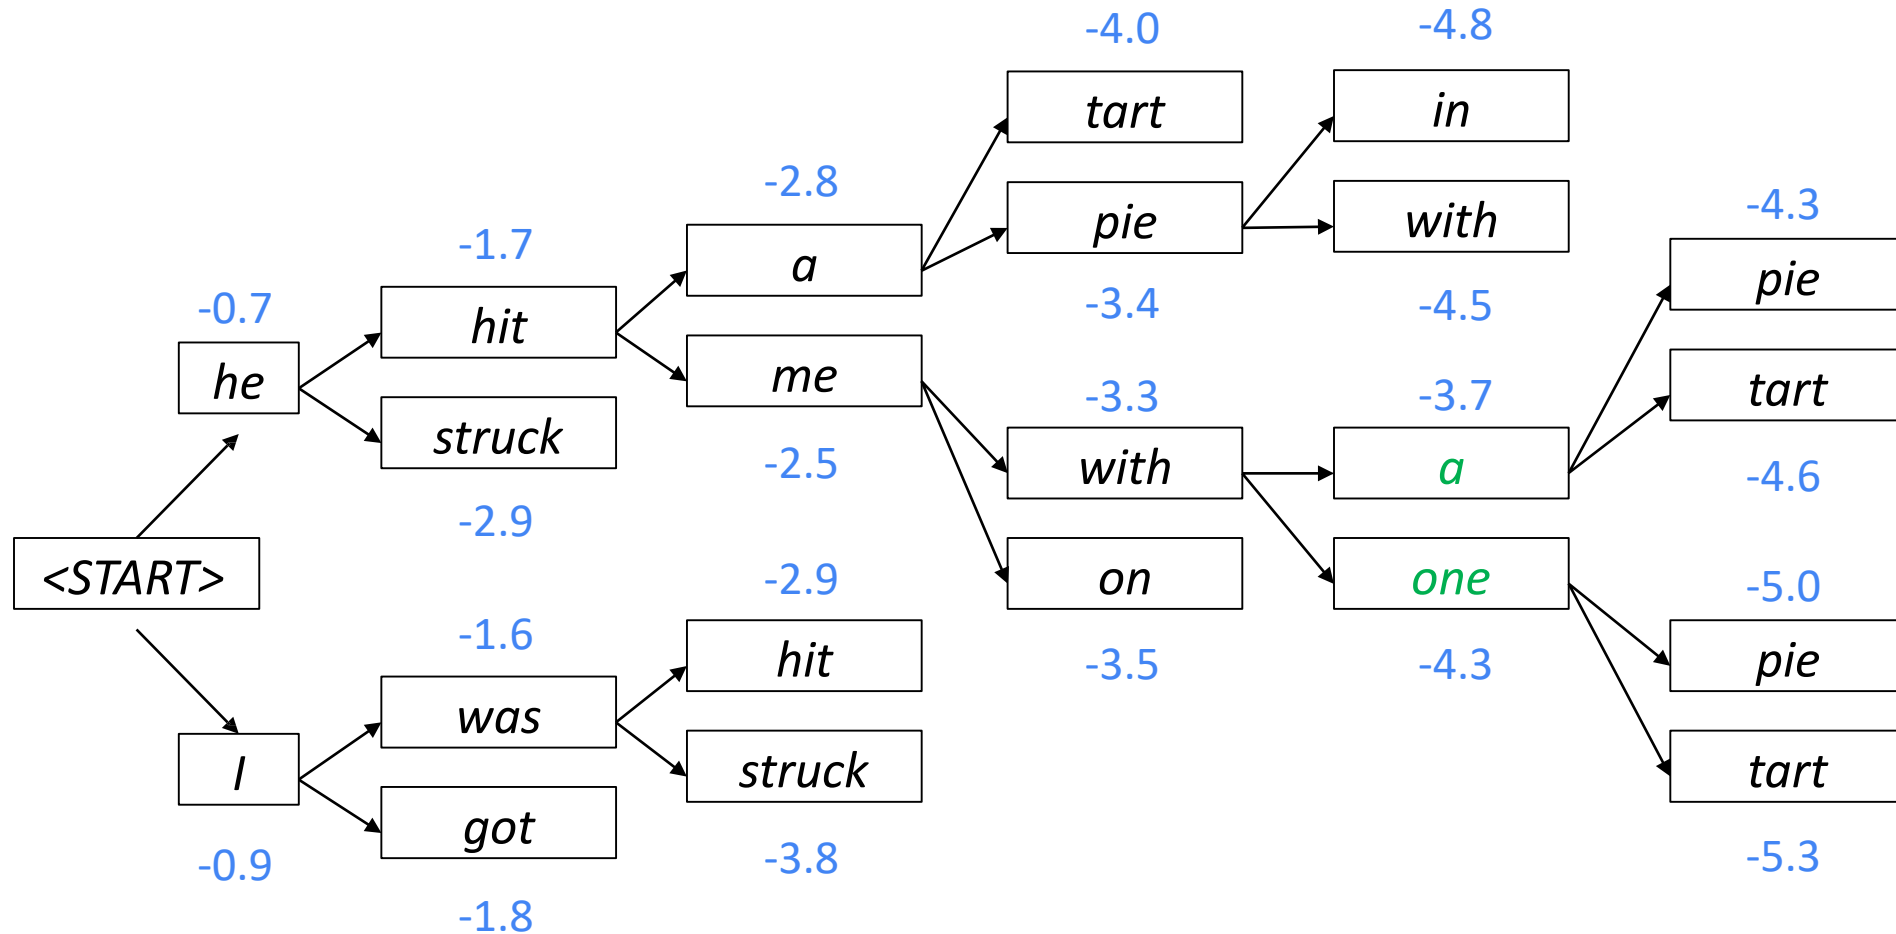 -4.0
-4.8
tart
in
-2.8
pie
with
-4.3
-1.7
a
pie
-0.7
hit
-3.4
-4.5
he
me
-3.3
-3.7
tart
struck
-2.5
with
a
-4.6
-2.9
<START>
-2.9
on
one
-5.0
-1.6
hit
-3.5
-4.3
pie
was
I
struck
tart
got
-0.9
-3.8
-5.3
-1.8